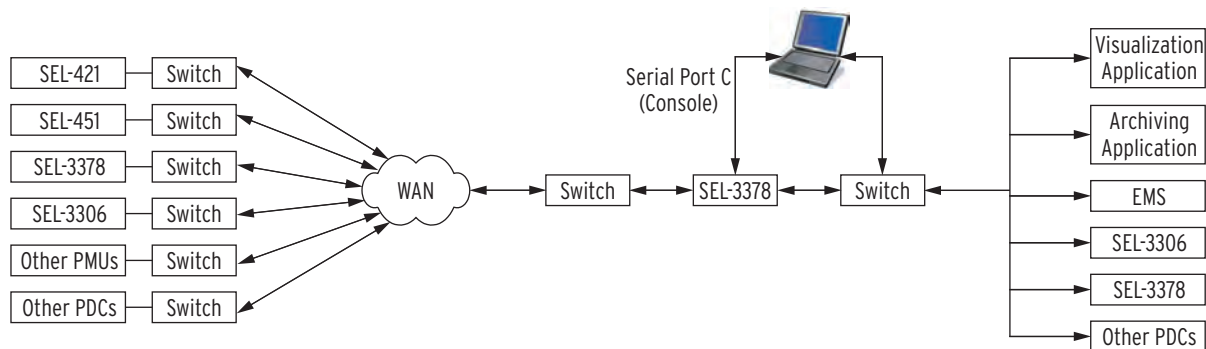 SEL-421
Switch
SEL-451
Switch
SEL-3378
Switch
SEL-3306
Switch
Other PMUs
Switch
Other PDCs
Switch
WAN
Switch
Serial Port C
(Console)
SEL-3378
Switch
Visualization
Application
Archiving
Application
EMS
SEL-3306
SEL-3378
Other PDCs